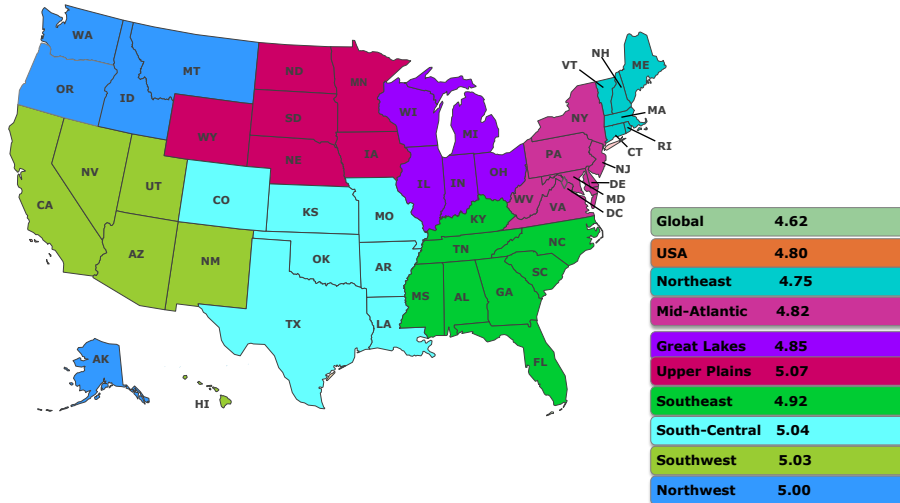 WA
OR
ID
MT
ND
MN
SD
WY
NE
IA
WI
MI
IL
IN
OH
NY
PA
NH
VT
ME
MA
RI
CT
NJ
DE
MD
DC
WV
VA
NV
UT
CA
AZ
NM
CO
KS
MO
OK
AR
TX
LA
KY
TN
NC
SC
MS
AL
GA
FL
AK
HI
Global 4.62
USA 4.80
Northeast 4.75
Mid-Atlantic 4.82
Great Lakes 4.85
Upper Plains 5.07
Southeast 4.92
South-Central 5.04
Southwest 5.03
Northwest 5.00